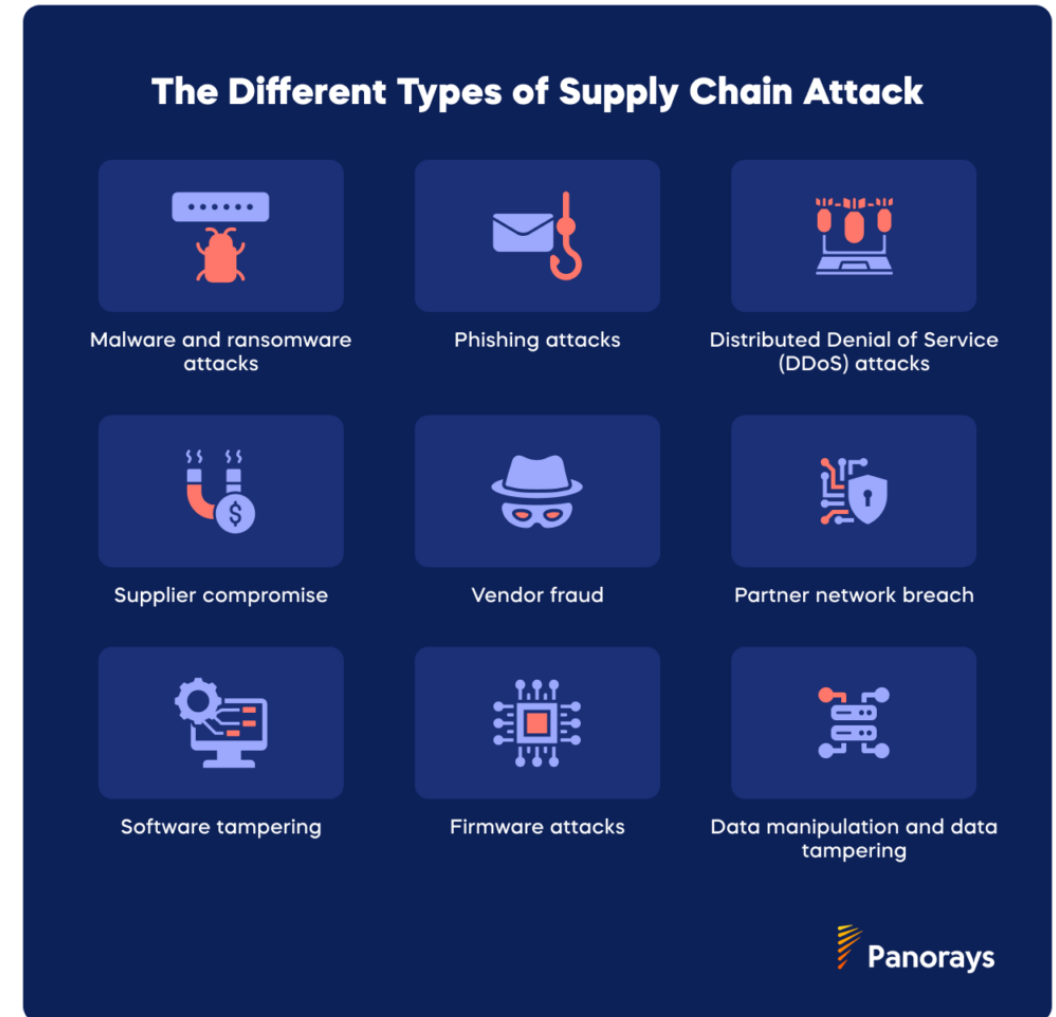 The Different Types of Supply Chain Attack
Malware and ransomware
attacks
Phishing attacks
Distributed Denial of Service
(DDoS) attacks
$
Supplier compromise
Vendor fraud
Partner network breach
Software tampering
Firmware attacks
Data manipulation and data
tampering
Panorays